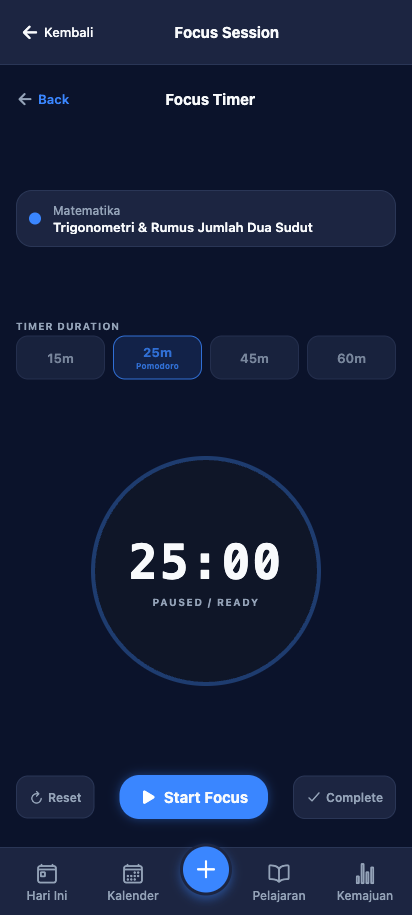 Kembali
Focus Session
Back
Focus Timer
Matematika
Trigonometri & Rumus Jumlah Dua Sudut
TIMER DURATION
15m
25m
Pomodoro
45m
60m
25:00
PAUSED / READY
Reset
Start Focus
Complete
Hari Ini
Kalender
Pelajaran
Kemajuan